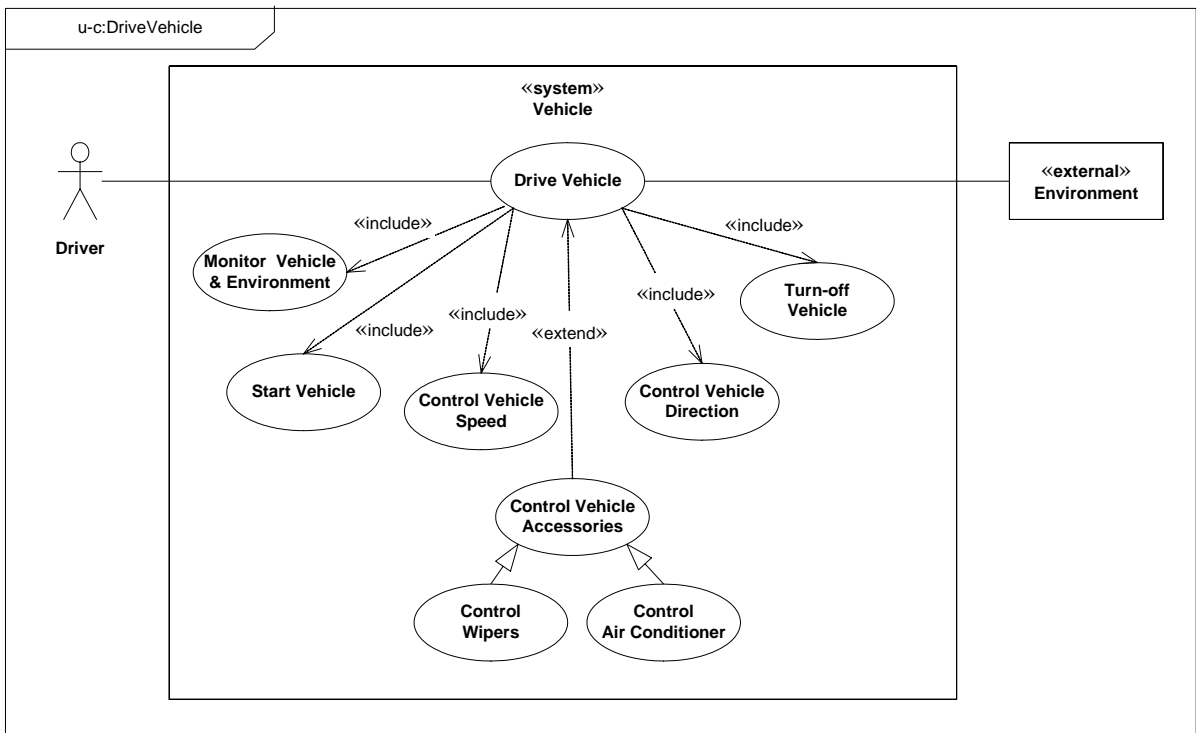 u-c:DriveVehicle
«system»
Vehicle
Drive Vehicle
«external»
Environment
Driver
«include»
«include»
Monitor Vehicle
& Environment
Turn-off
Vehicle
«include»
«include»
«include»
«extend»
Start Vehicle
Control Vehicle
Speed
Control Vehicle
Direction
Control Vehicle
Accessories
Control
Wipers
Control
Air Conditioner